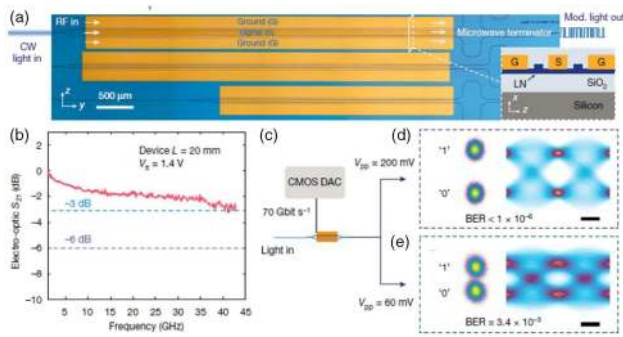 (a)
RF in
Ground (G)
Signal (S)
Ground (G)
Mod. light out
CW
light in
Microwave terminator
500 μm
z
y
G S G
LN
SiO₂
Silicon
x
z
(b)
Device L = 20 mm
Vπ = 1.4 V
Electro-optic S₂₁ (dB)
2
0
−2
−3 dB
−4
−6 dB
−6
−8
−10
5 10 15 20 25 30 35 40 45
Frequency (GHz)
(c)
CMOS DAC
70 Gbit s⁻¹
Light in
Vpp = 200 mV
Vpp = 60 mV
(d)
'1'
'0'
BER < 1 × 10⁻⁶
(e)
'1'
'0'
BER = 3.4 × 10⁻³